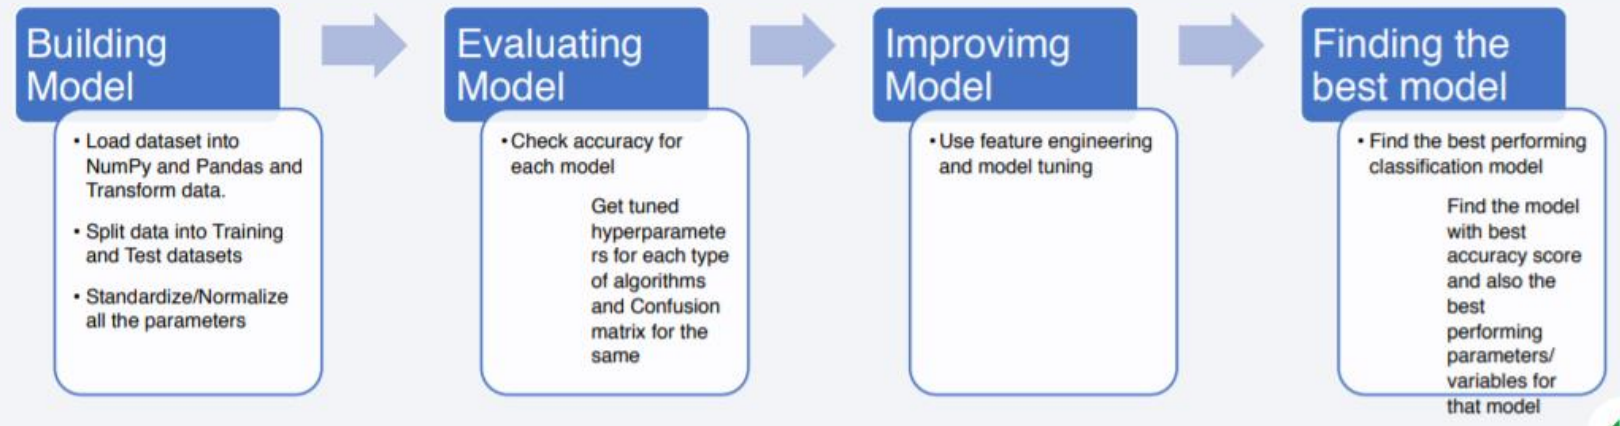 Building
Model
• Load dataset into
NumPy and Pandas and
Transform data.
• Split data into Training
and Test datasets
• Standardize/Normalize
all the parameters
Evaluating
Model
• Check accuracy for
each model
Get tuned
hyperparamete
rs for each type
of algorithms
and Confusion
matrix for the
same
Improvimg
Model
• Use feature engineering
and model tuning
Finding the
best model
• Find the best performing
classification model
Find the model
with best
accuracy score
and also the
best
performing
parameters/
variables for
that model